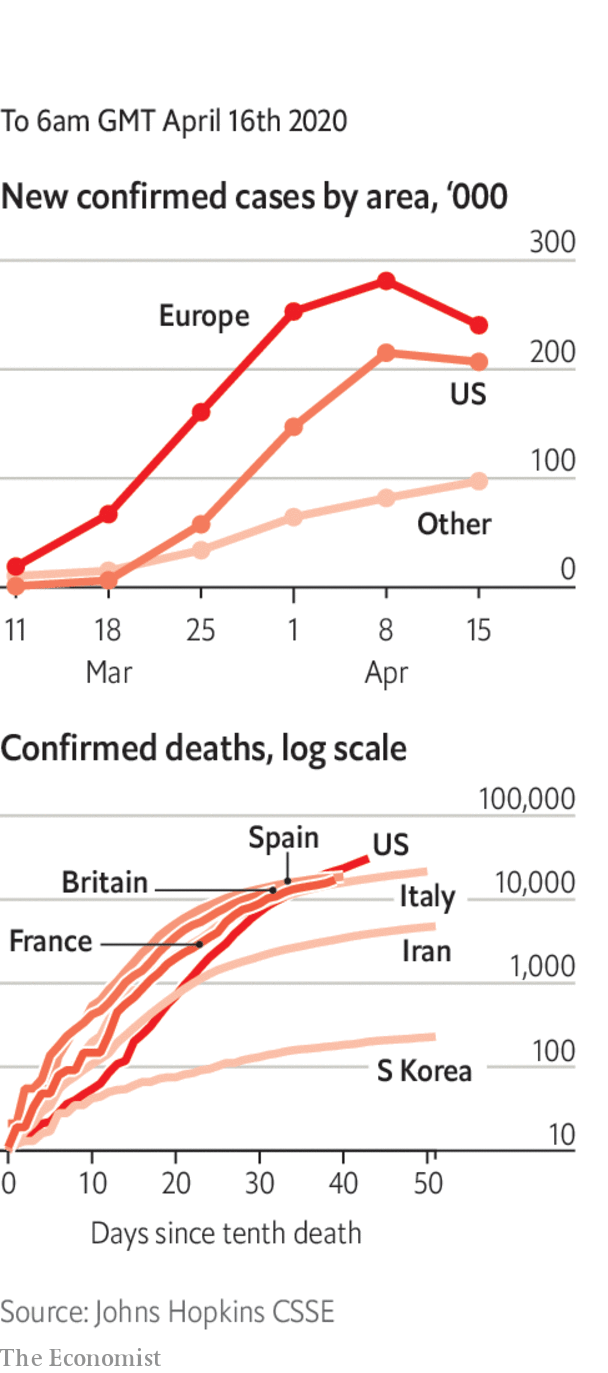 To 6am GMT April 16th 2020
New confirmed cases by area, ‘000
300
Europe
200
US
100
Other
0
11 18 25 1 8 15
Mar Apr
Confirmed deaths, log scale
100,000
Spain US
Britain
10,000
Italy
France
Iran
1,000
100
S Korea
10
0 10 20 30 40 50
Days since tenth death
Source: Johns Hopkins CSSE
The Economist